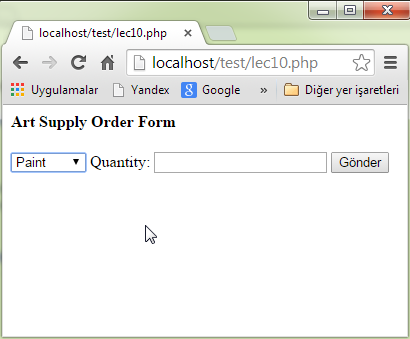 localhost/test/lec10.php
localhost/test/lec10.php
Uygulamalar Yandex Google » Diğer yer işaretleri
Art Supply Order Form
Paint Quantity: Gönder